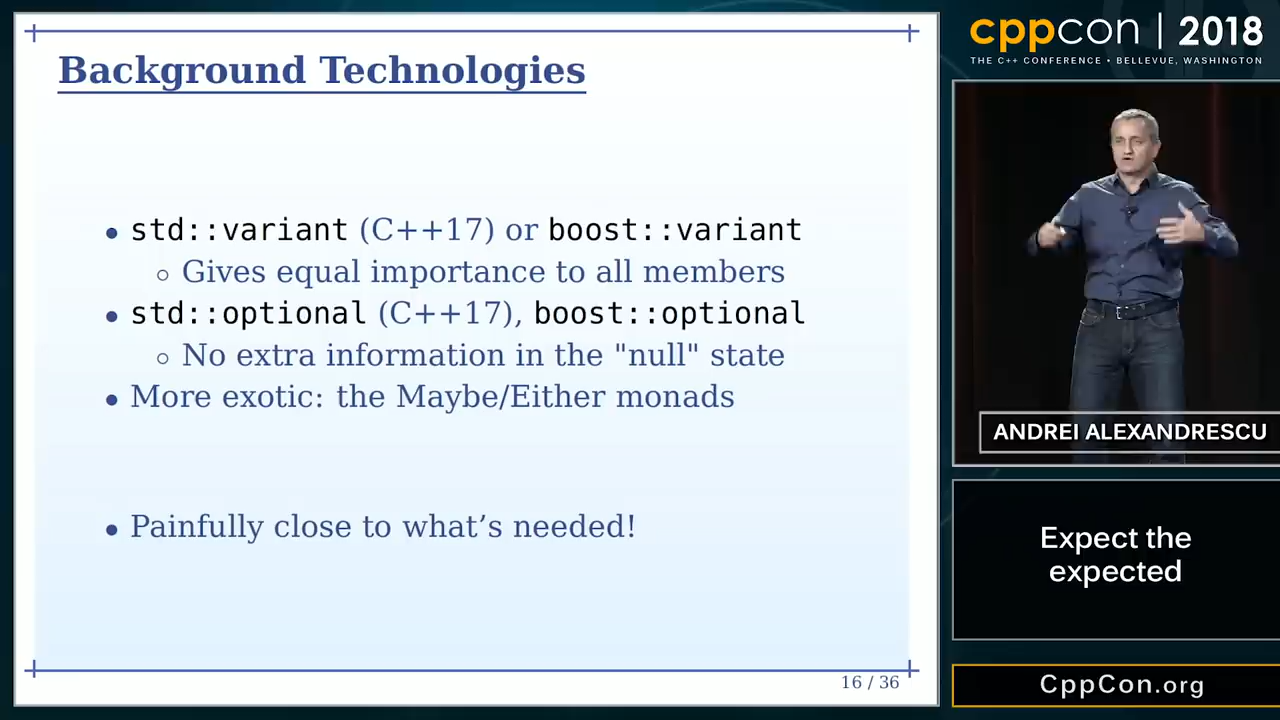 Background Technologies
• std::variant (C++17) or boost::variant
◦ Gives equal importance to all members
• std::optional (C++17), boost::optional
◦ No extra information in the "null" state
• More exotic: the Maybe/Either monads
• Painfully close to what’s needed!
16 / 36
cppcon | 2018
THE C++ CONFERENCE • BELLEVUE, WASHINGTON
ANDREI ALEXANDRESCU
Expect the
expected
CppCon.org